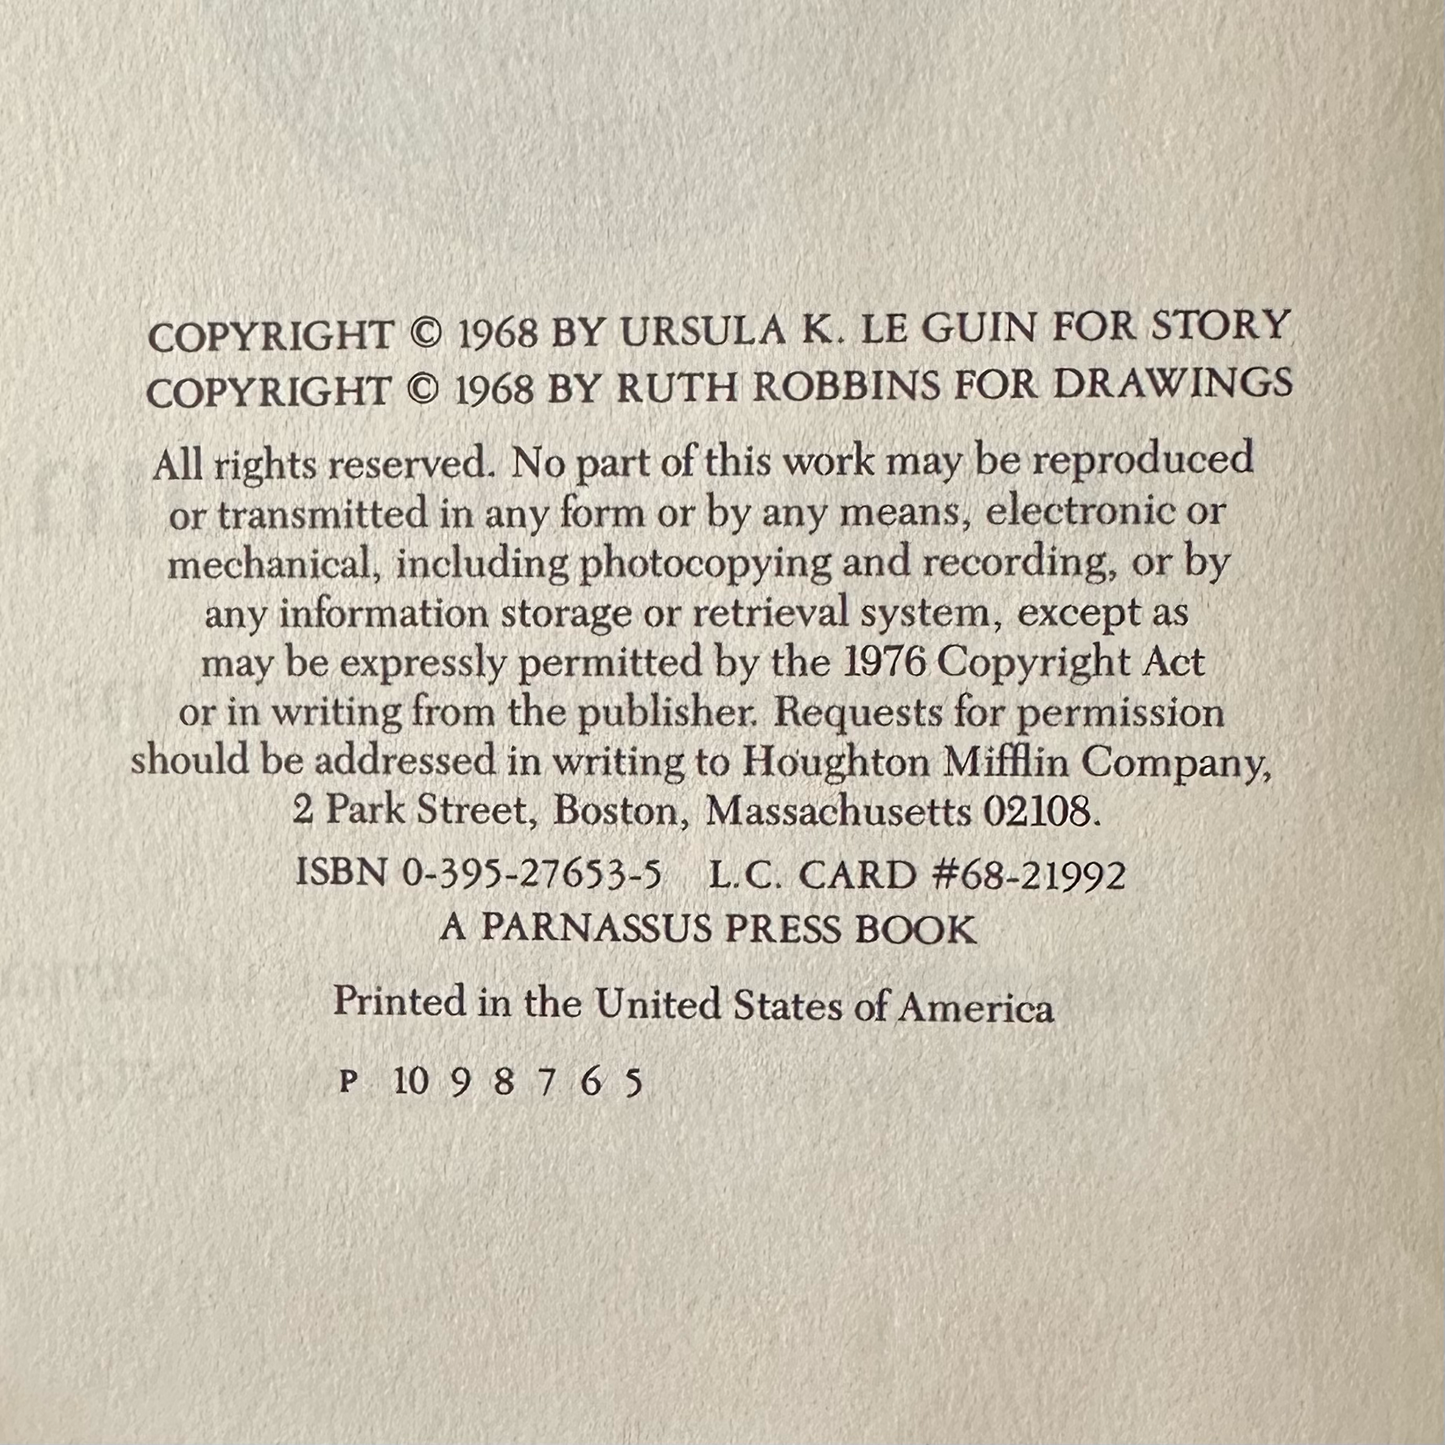 COPYRIGHT © 1968 BY URSULA K. LE GUIN FOR STORY
COPYRIGHT © 1968 BY RUTH ROBBINS FOR DRAWINGS
All rights reserved. No part of this work may be reproduced
or transmitted in any form or by any means, electronic or
mechanical, including photocopying and recording, or by
any information storage or retrieval system, except as
may be expressly permitted by the 1976 Copyright Act
or in writing from the publisher. Requests for permission
should be addressed in writing to Houghton Mifflin Company,
2 Park Street, Boston, Massachusetts 02108.
ISBN 0-395-27653-5 L.C. CARD #68-21992
A PARNASSUS PRESS BOOK
Printed in the United States of America
P 10 9 8 7 6 5